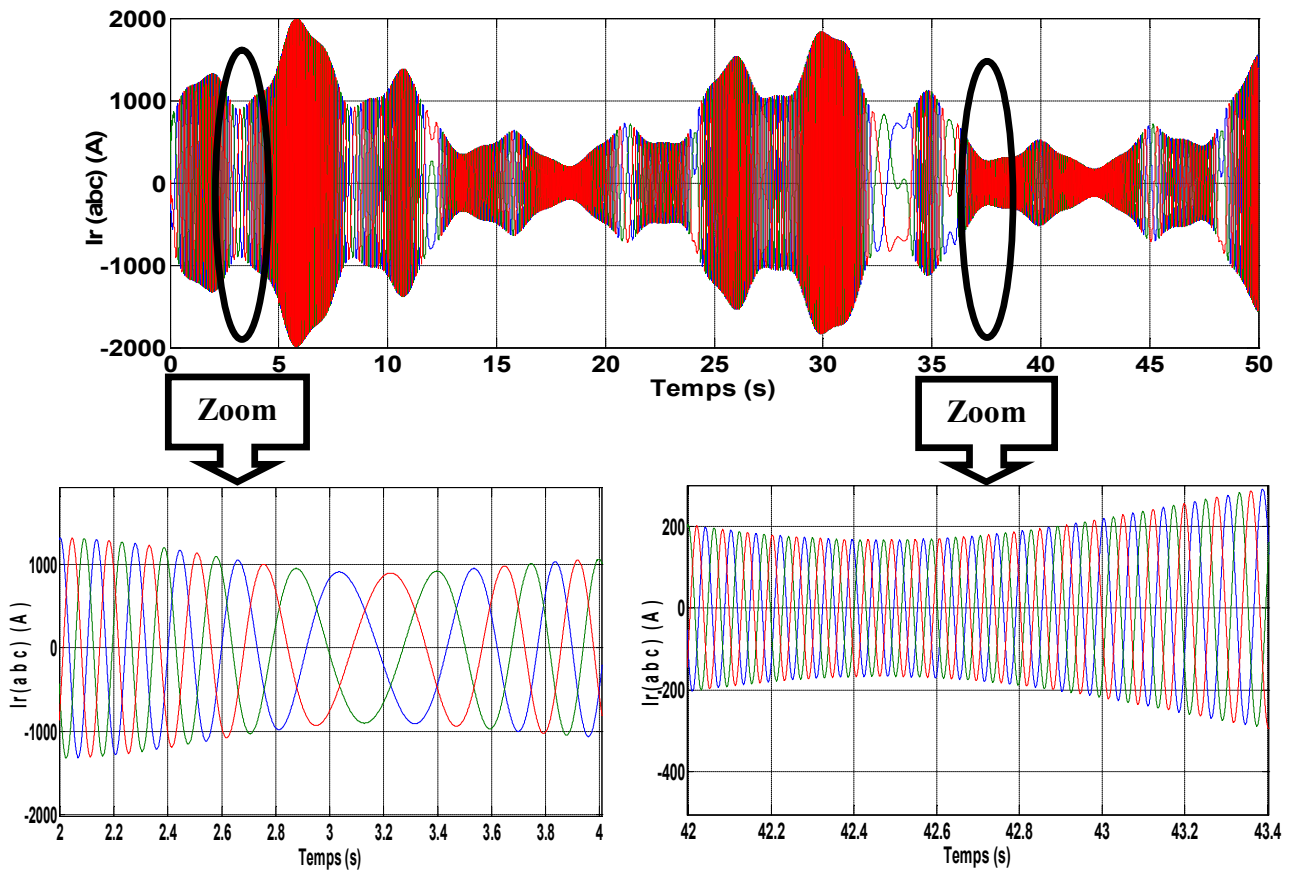 2000
1000
0
-1000
-2000
Ir (abc) (A)
0 5 10 15 20 25 30 35 40 45 50
Temps (s)
Zoom
Zoom
1000
0
-1000
-2000
Ir (a b c) (A)
2 2.2 2.4 2.6 2.8 3 3.2 3.4 3.6 3.8 4
Temps (s)
200
0
-200
-400
Ir (a b c) (A)
42 42.2 42.4 42.6 42.8 43 43.2 43.4
Temps (s)